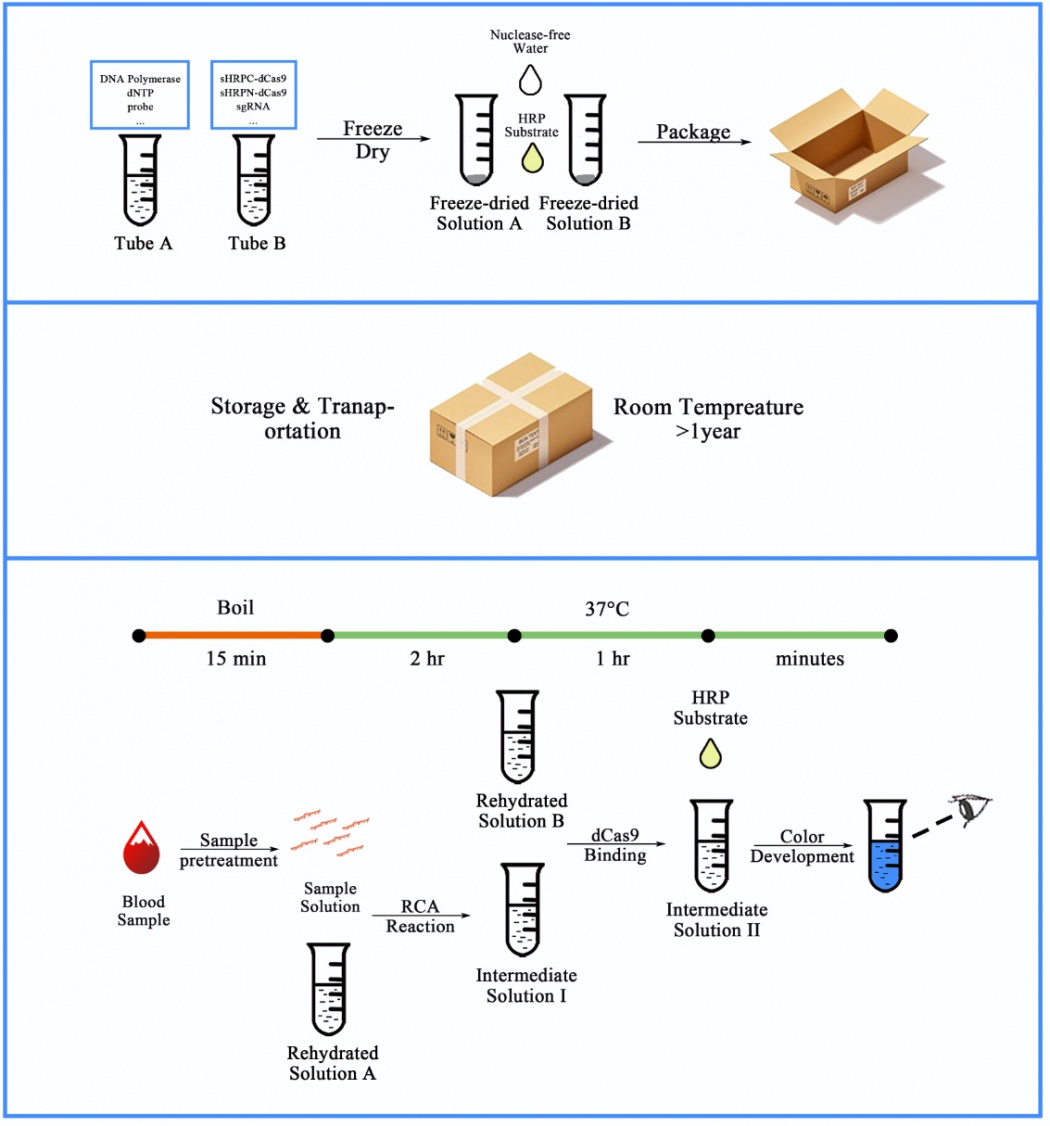 Nuclease-free
Water
DNA Polymerase
dNTP
probe
...
sHRPC-dCas9
sHRPN-dCas9
sgRNA
...
Freeze
Dry
HRP
Substrate
Package
Freeze-dried
Solution A
Freeze-dried
Solution B
Tube A
Tube B
Storage & Tranap-
ortation
Room Tempreature
>1year
Boil
37°C
15 min
2 hr
1 hr
minutes
HRP
Substrate
Rehydrated
Solution B
Sample
pretreatment
dCas9
Binding
Color
Development
Blood
Sample
Sample
Solution
RCA
Reaction
Intermediate
Solution II
Intermediate
Solution I
Rehydrated
Solution A